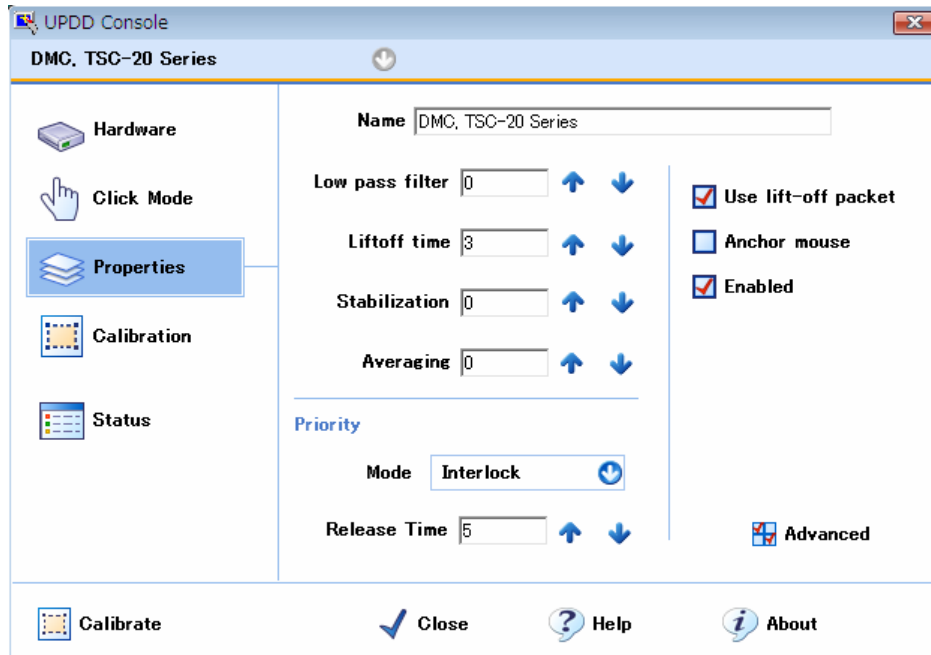 UPDD Console
DMC, TSC-20 Series
Hardware
Click Mode
Properties
Calibration
Status
Name DMC, TSC-20 Series
Low pass filter 0
Liftoff time 3
Stabilization 0
Averaging 0
Priority
Mode Interlock
Release Time 5
Use lift-off packet
Anchor mouse
Enabled
Advanced
Calibrate
Close
Help
About